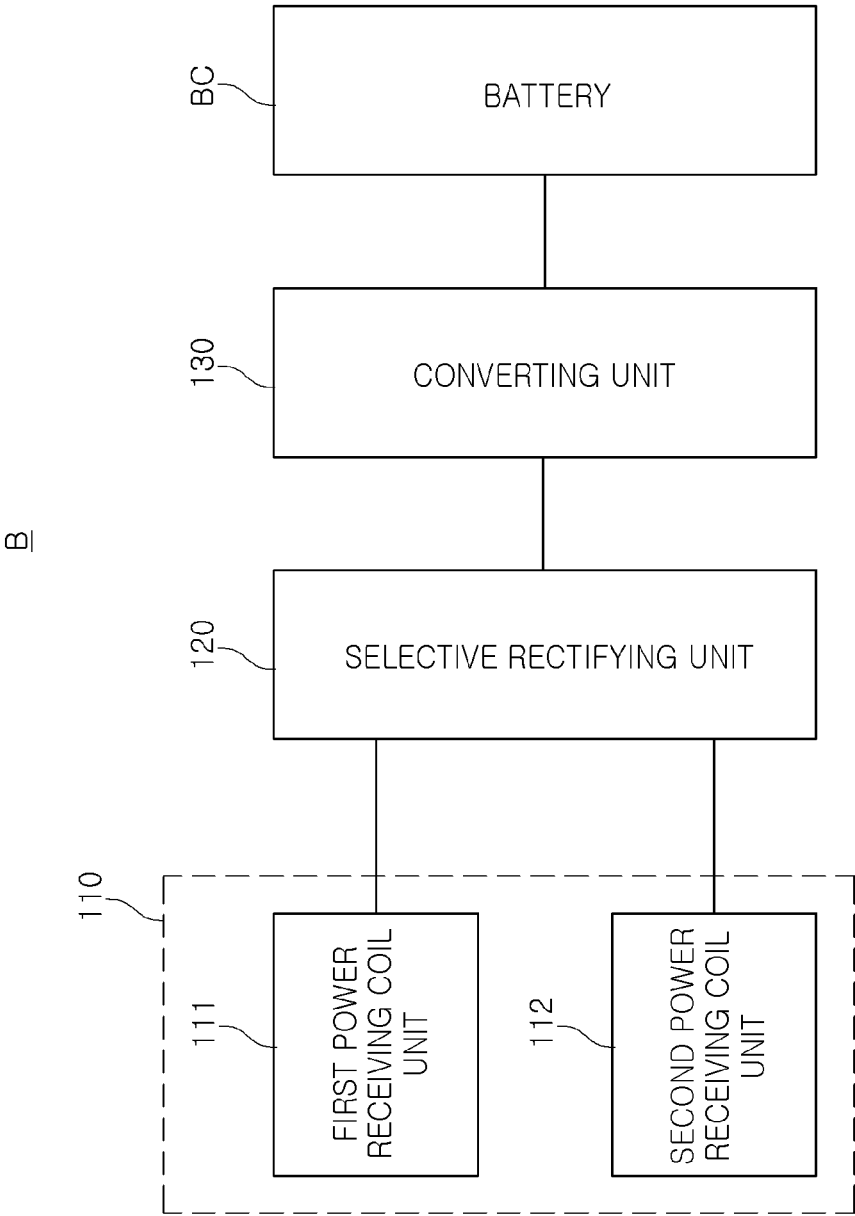 B
BC
BATTERY
130
CONVERTING UNIT
120
SELECTIVE RECTIFYING UNIT
110
111
FIRST POWER
RECEIVING COIL
UNIT
112
SECOND POWER
RECEIVING COIL
UNIT